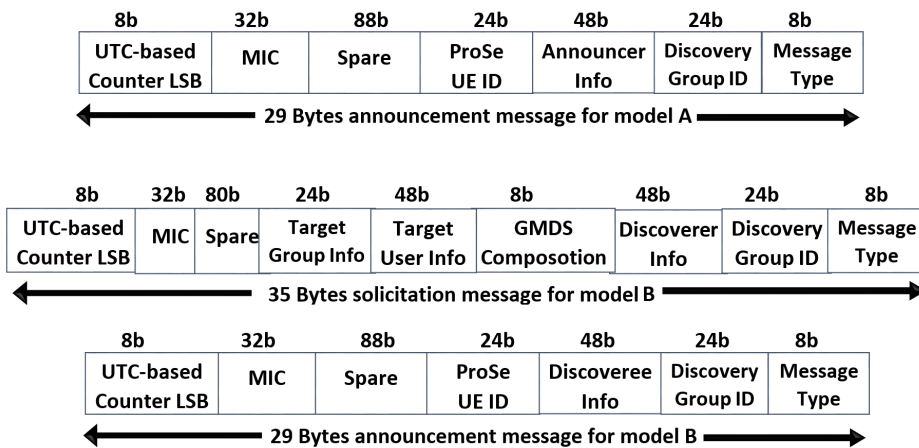 8b 32b 88b 24b 48b 24b 8b
UTC-based MIC Spare ProSe Announcer Discovery Message
Counter LSB UE ID Info Group ID Type
29 Bytes announcement message for model A
8b 32b 80b 24b 48b 8b 48b 24b 8b
UTC-based MIC Spare Target Target GMDS Discoverer Discovery Message
Counter LSB Group Info User Info Composotion Info Group ID Type
35 Bytes solicitation message for model B
8b 32b 88b 24b 48b 24b 8b
UTC-based MIC Spare ProSe Discoveree Discovery Message
Counter LSB UE ID Info Group ID Type
29 Bytes announcement message for model B